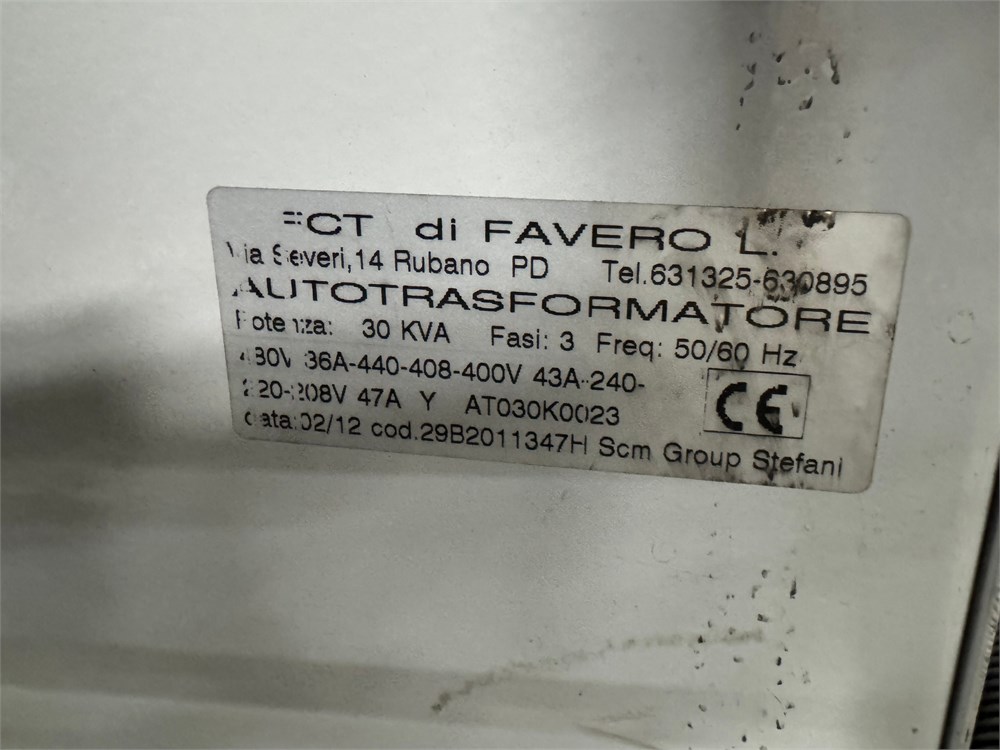 FCT di FAVERO L.
Via Severi,14 Rubano PD Tel.631325-630895
AUTOTRASFORMATORE
Potenza: 30 KVA Fasi: 3 Freq: 50/60 Hz
480V 36A-440-408-400V 43A-240-
220-208V 47A Y AT030K0023
data:02/12 cod.29B2011347H Scm Group Stefani
CE